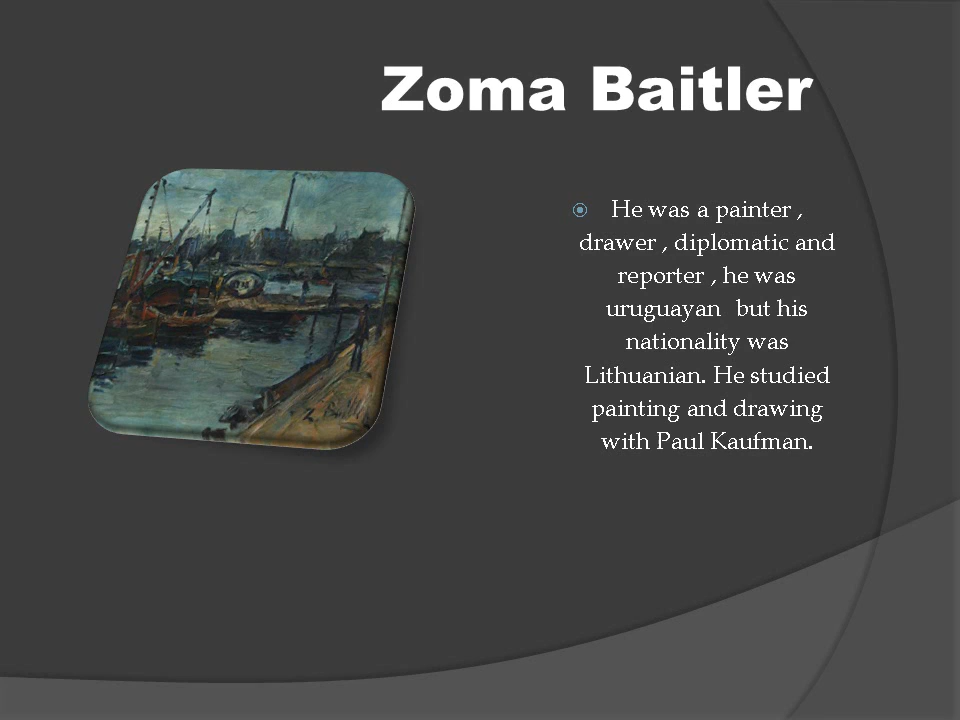 Zoma Baitler
He was a painter ,
drawer , diplomatic and
reporter , he was
uruguayan  but his
nationality was
Lithuanian. He studied
painting and drawing
with Paul Kaufman.